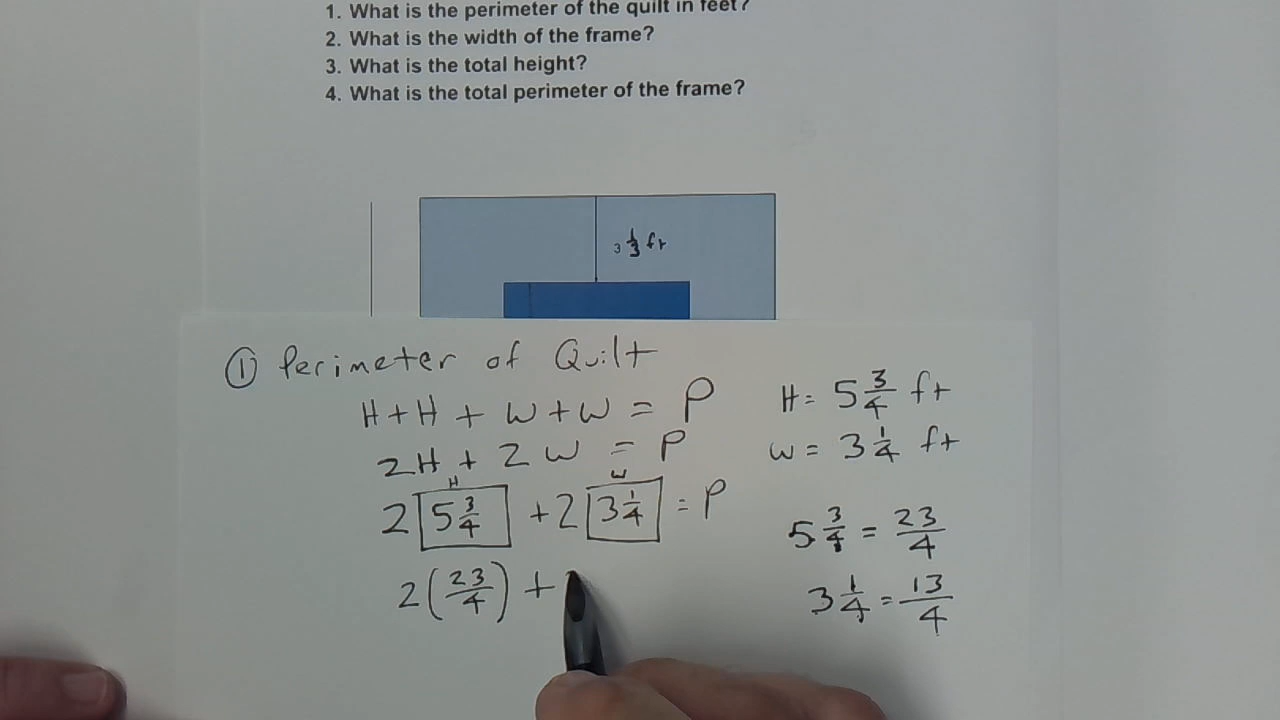 1. What is the perimeter of the quilt in feet?
2. What is the width of the frame?
3. What is the total height?
4. What is the total perimeter of the frame?
3 1/3 ft
① Perimeter of Quilt
H + H + W + W = P
H = 5 3/4 ft
2H + 2W = P
W = 3 1/4 ft
H W
2 [5 3/4] + 2 [3 1/4] = P
5 3/4 = 23/4
2 (23/4) +
3 1/4 = 13/4